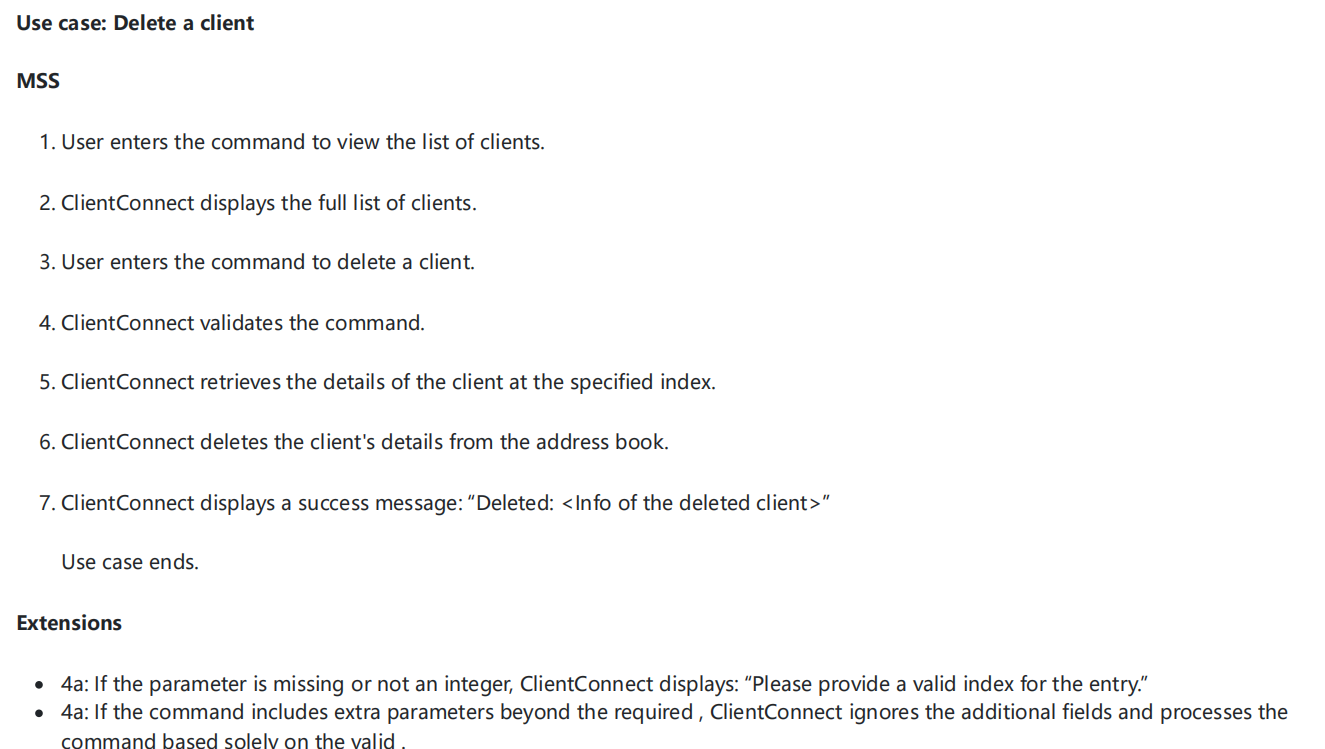 Use case: Delete a client
MSS
1. User enters the command to view the list of clients.
2. ClientConnect displays the full list of clients.
3. User enters the command to delete a client.
4. ClientConnect validates the command.
5. ClientConnect retrieves the details of the client at the specified index.
6. ClientConnect deletes the client's details from the address book.
7. ClientConnect displays a success message: “Deleted: <Info of the deleted client>”
Use case ends.
Extensions
• 4a: If the parameter is missing or not an integer, ClientConnect displays: “Please provide a valid index for the entry.”
• 4a: If the command includes extra parameters beyond the required , ClientConnect ignores the additional fields and processes the
command based solely on the valid .